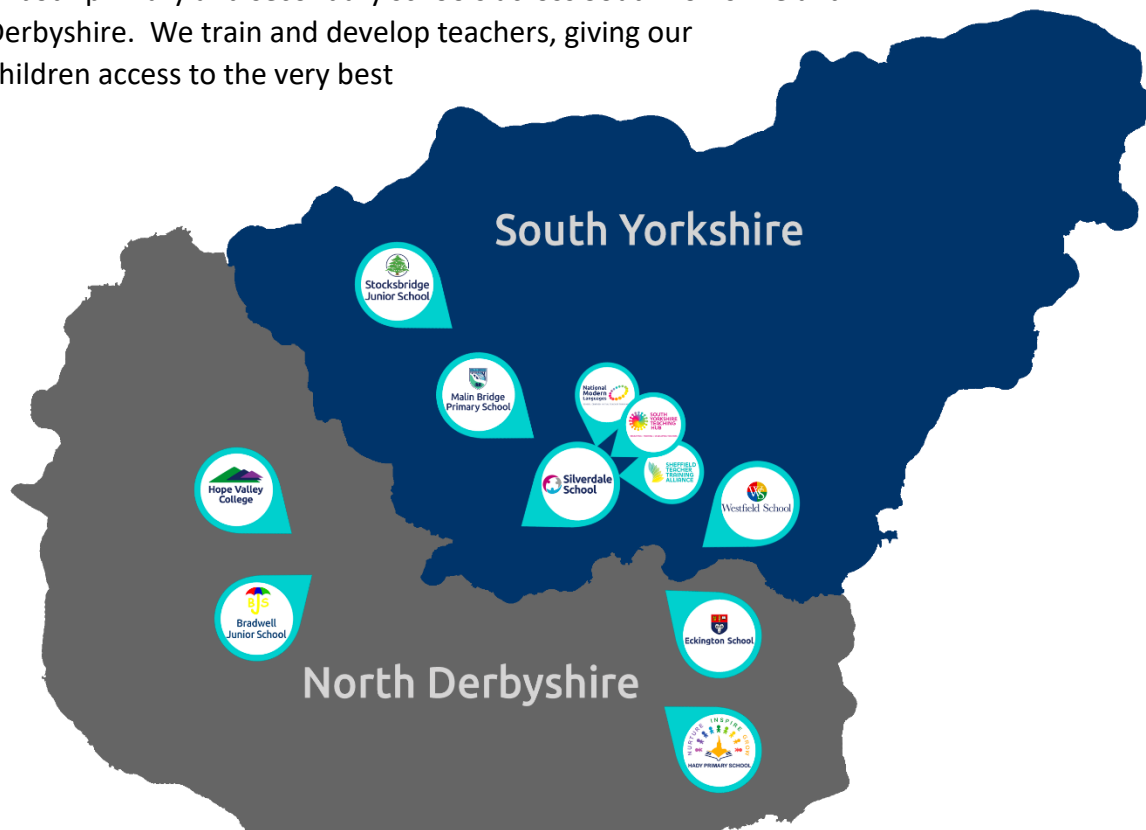 Derbyshire. We train and develop teachers, giving our
children access to the very best
South Yorkshire
Stocksbridge
Junior School
Malin Bridge
Primary School
National
Modern
Languages
SOUTH
YORKSHIRE
TEACHING
HUB
Silverdale
School
SHEFFIELD
TEACHER
TRAINING
ALLIANCE
Hope Valley
College
WS
Westfield School
BJS
Bradwell
Junior School
Eckington School
North Derbyshire
NURTURE INSPIRE GROW
HADY PRIMARY SCHOOL